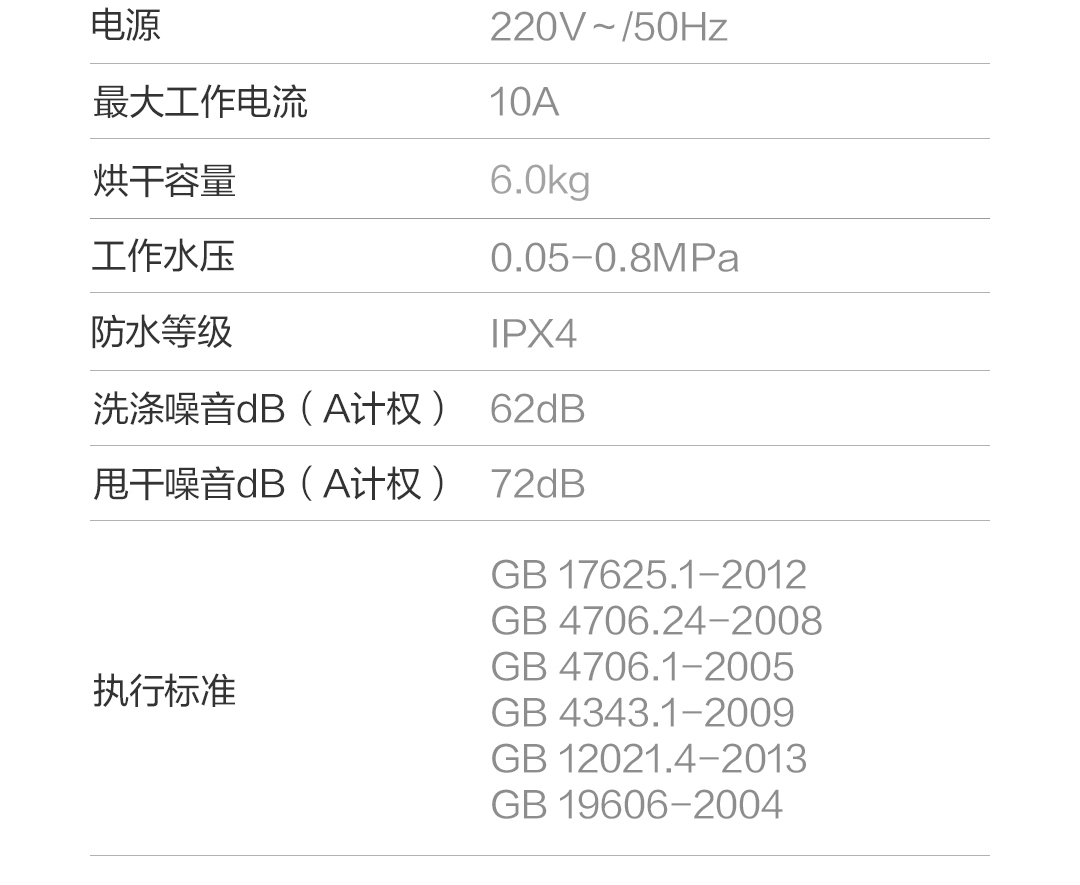 电源 220V~/50Hz
最大工作电流 10A
烘干容量 6.0kg
工作水压 0.05-0.8MPa
防水等级 IPX4
洗涤噪音dB（A计权） 62dB
甩干噪音dB（A计权） 72dB
执行标准
GB 17625.1-2012
GB 4706.24-2008
GB 4706.1-2005
GB 4343.1-2009
GB 12021.4-2013
GB 19606-2004